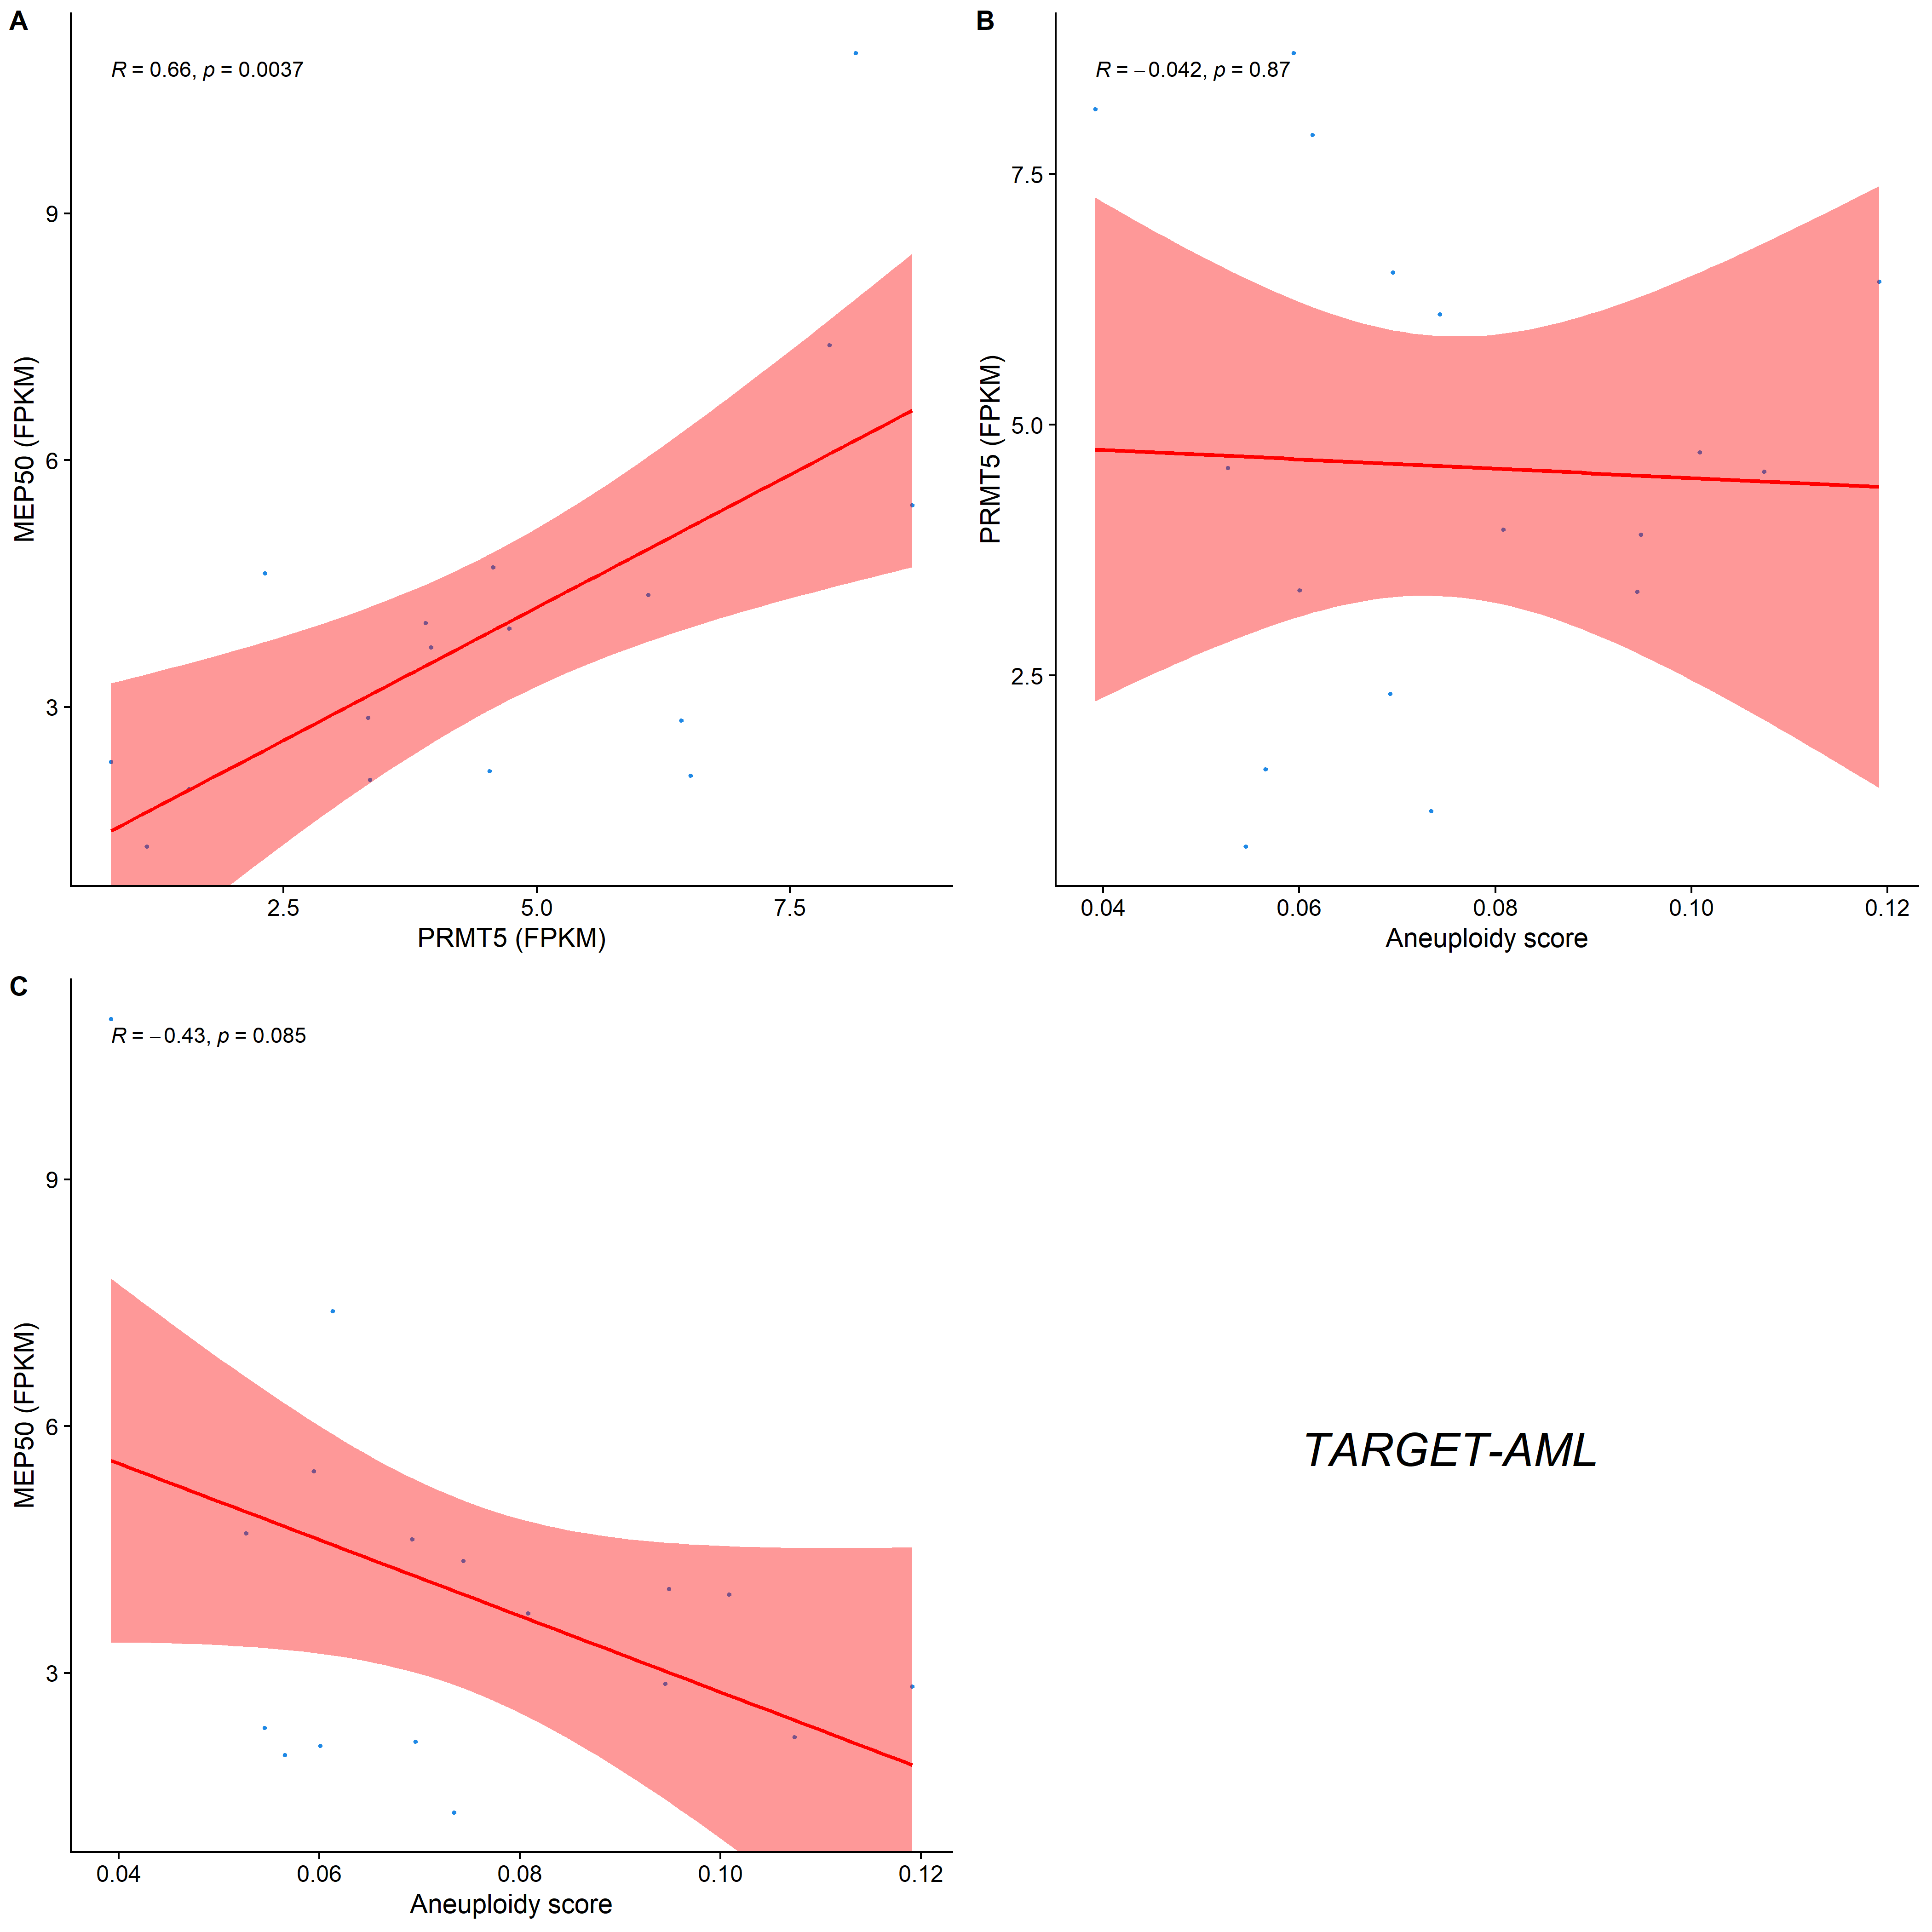 A
R = 0.66, p = 0.0037
9
6
3
MEP50 (FPKM)
2.5 5.0 7.5
PRMT5 (FPKM)
B
R = −0.042, p = 0.87
7.5
5.0
2.5
PRMT5 (FPKM)
0.04 0.06 0.08 0.10 0.12
Aneuploidy score
C
R = −0.43, p = 0.085
9
6
3
MEP50 (FPKM)
0.04 0.06 0.08 0.10 0.12
Aneuploidy score
TARGET-AML